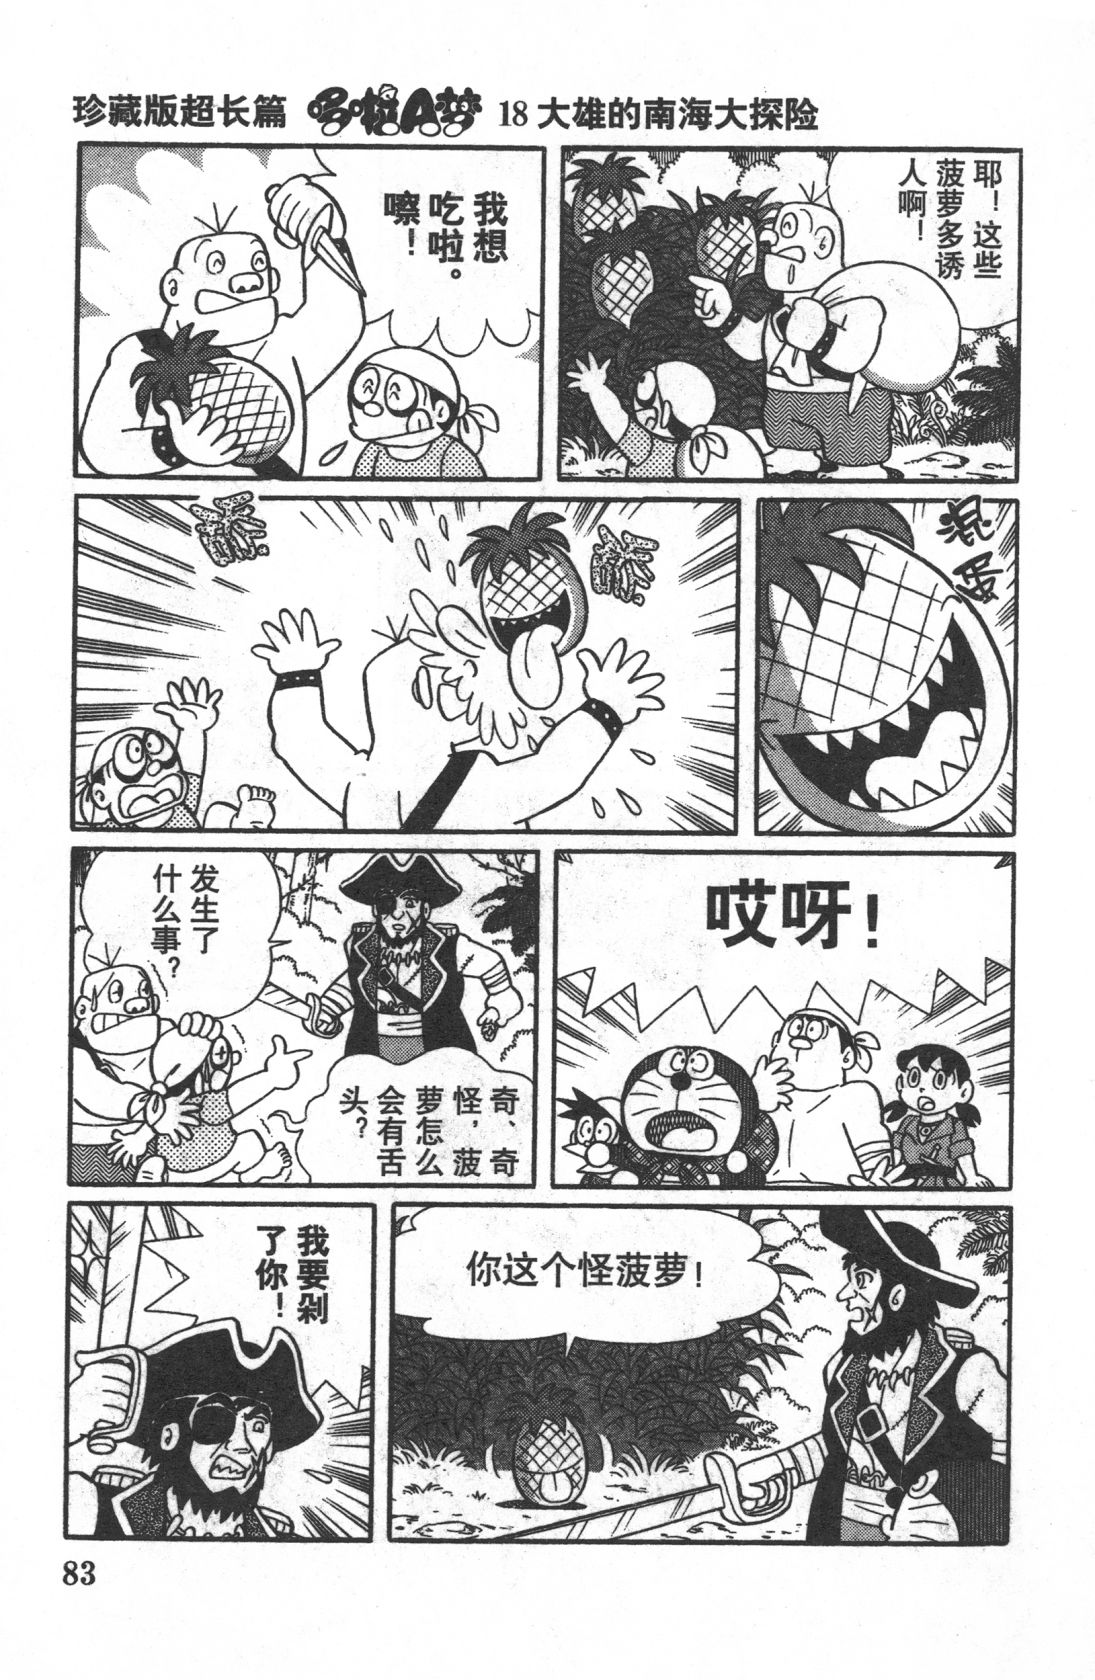 珍藏版超长篇 哆啦A梦 18 大雄的南海大探险
耶！这些
菠萝多诱
人啊！
我想
吃啦。
嚓！
混
蛋
哎呀！
发生了
什么事？
奇、奇
怪，菠
萝怎么
会有舌
头？
你这个怪菠萝！
我要剁
了你！
83